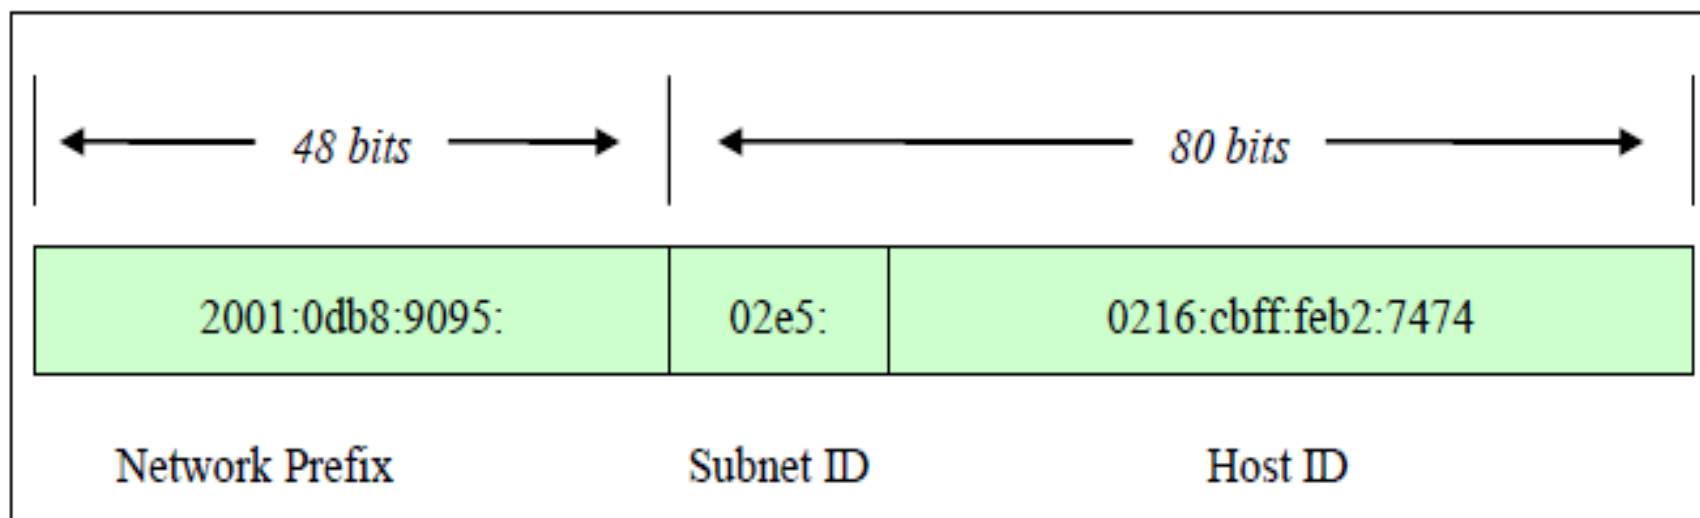 48 bits 80 bits
2001:0db8:9095: 02e5: 0216:cbff:feb2:7474
Network Prefix Subnet ID Host ID